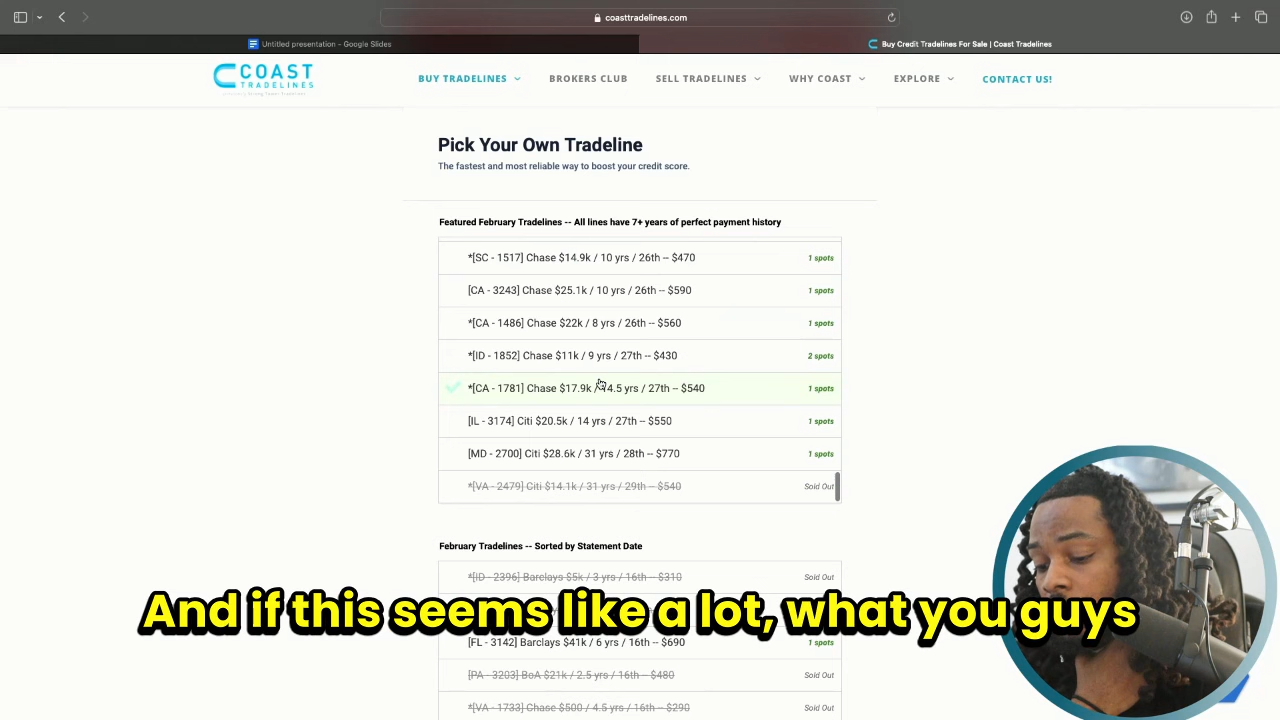 coasttradelines.com
Untitled presentation – Google Slides
Buy Credit Tradelines For Sale | Coast Tradelines
COAST
TRADELINES
BUY TRADELINES
BROKERS CLUB
SELL TRADELINES
WHY COAST
EXPLORE
CONTACT US!
Pick Your Own Tradeline
The fastest and most reliable way to boost your credit score.
Featured February Tradelines -- All lines have 7+ years of perfect payment history
*[SC - 1517] Chase $14.9k / 10 yrs / 26th -- $470 1 spots
[CA - 3243] Chase $25.1k / 10 yrs / 26th -- $590 1 spots
*[CA - 1486] Chase $22k / 8 yrs / 26th -- $560 1 spots
*[ID - 1852] Chase $11k / 9 yrs / 27th -- $430 2 spots
*[CA - 1781] Chase $17.9k / 4.5 yrs / 27th -- $540 1 spots
[IL - 3174] Citi $20.5k / 14 yrs / 27th -- $550 1 spots
[MD - 2700] Citi $28.6k / 31 yrs / 28th -- $770 1 spots
*[VA - 2479] Citi $14.1k / 31 yrs / 29th -- $540 Sold Out
February Tradelines -- Sorted by Statement Date
*[ID - 2396] Barclays $5k / 3 yrs / 16th -- $310 Sold Out
And if this seems like a lot, what you guys
[FL - 3142] Barclays $41k / 6 yrs / 16th -- $690 1 spots
[PA - 3203] BoA $21k / 2.5 yrs / 16th -- $480 Sold Out
*[VA - 1733] Chase $500 / 4.5 yrs / 16th -- $290 Sold Out